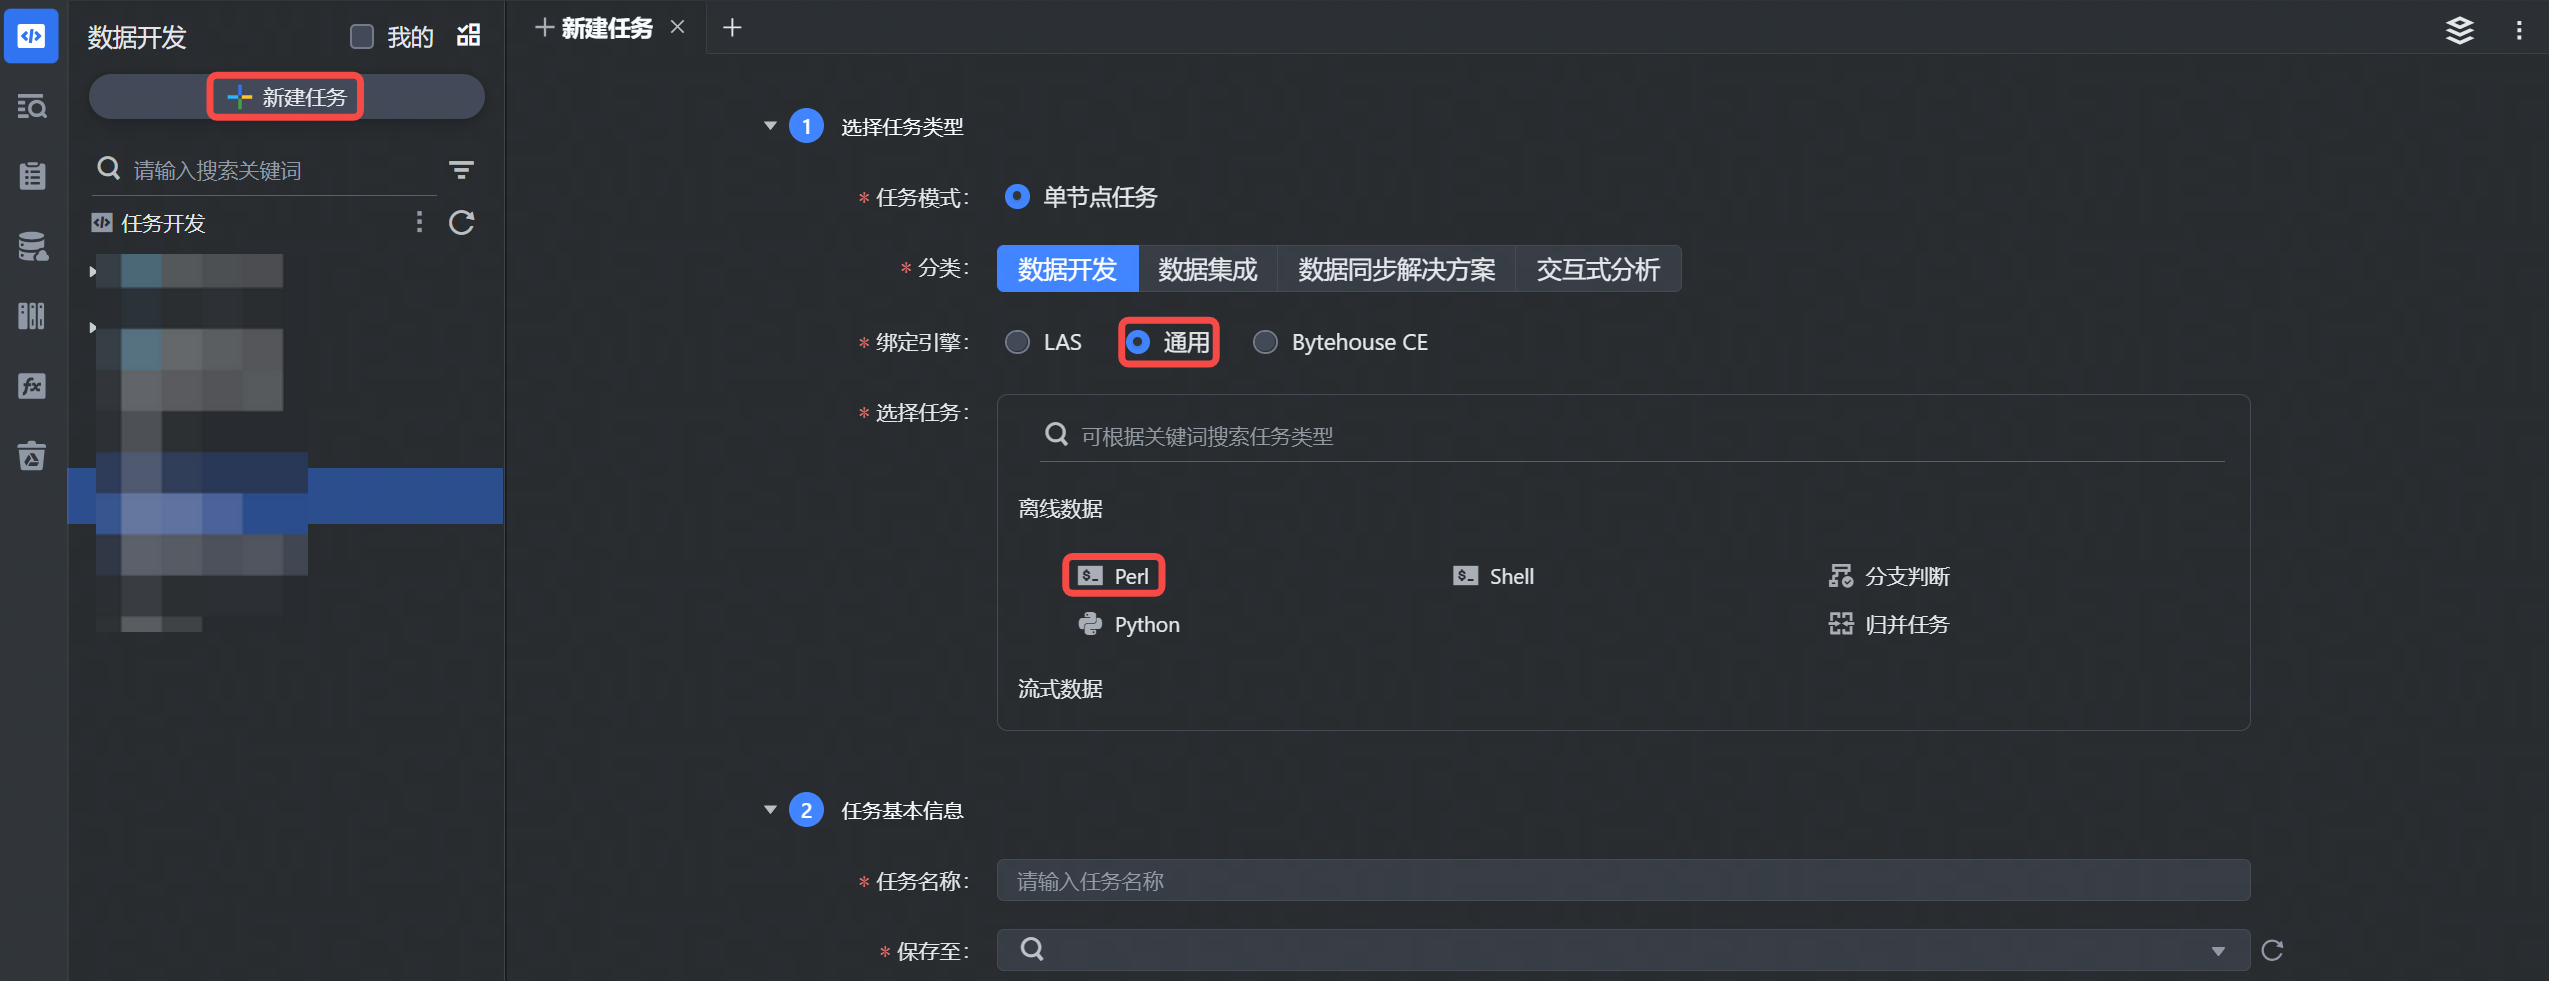 数据开发
我的
新建任务
请输入搜索关键词
任务开发
新建任务
1 选择任务类型
* 任务模式: 单节点任务
* 分类: 数据开发 数据集成 数据同步解决方案 交互式分析
* 绑定引擎: LAS 通用 Bytehouse CE
* 选择任务: 可根据关键词搜索任务类型
离线数据
$_ Perl $_ Shell 分支判断
Python 归并任务
流式数据
2 任务基本信息
* 任务名称: 请输入任务名称
* 保存至: